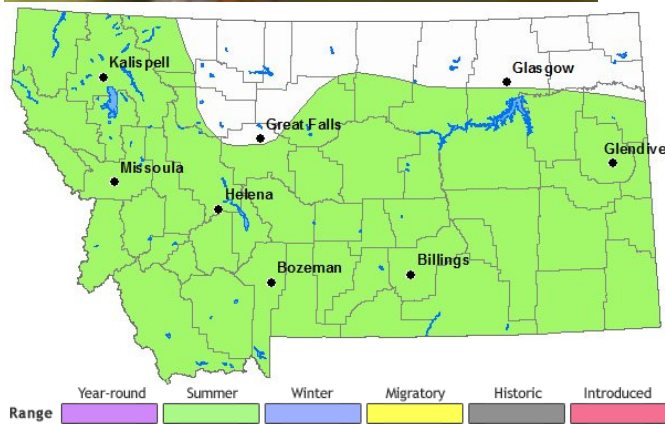 Kalispell
Glasgow
Great Falls
Glendive
Missoula
Helena
Bozeman
Billings
Year-round Summer Winter Migratory Historic Introduced
Range